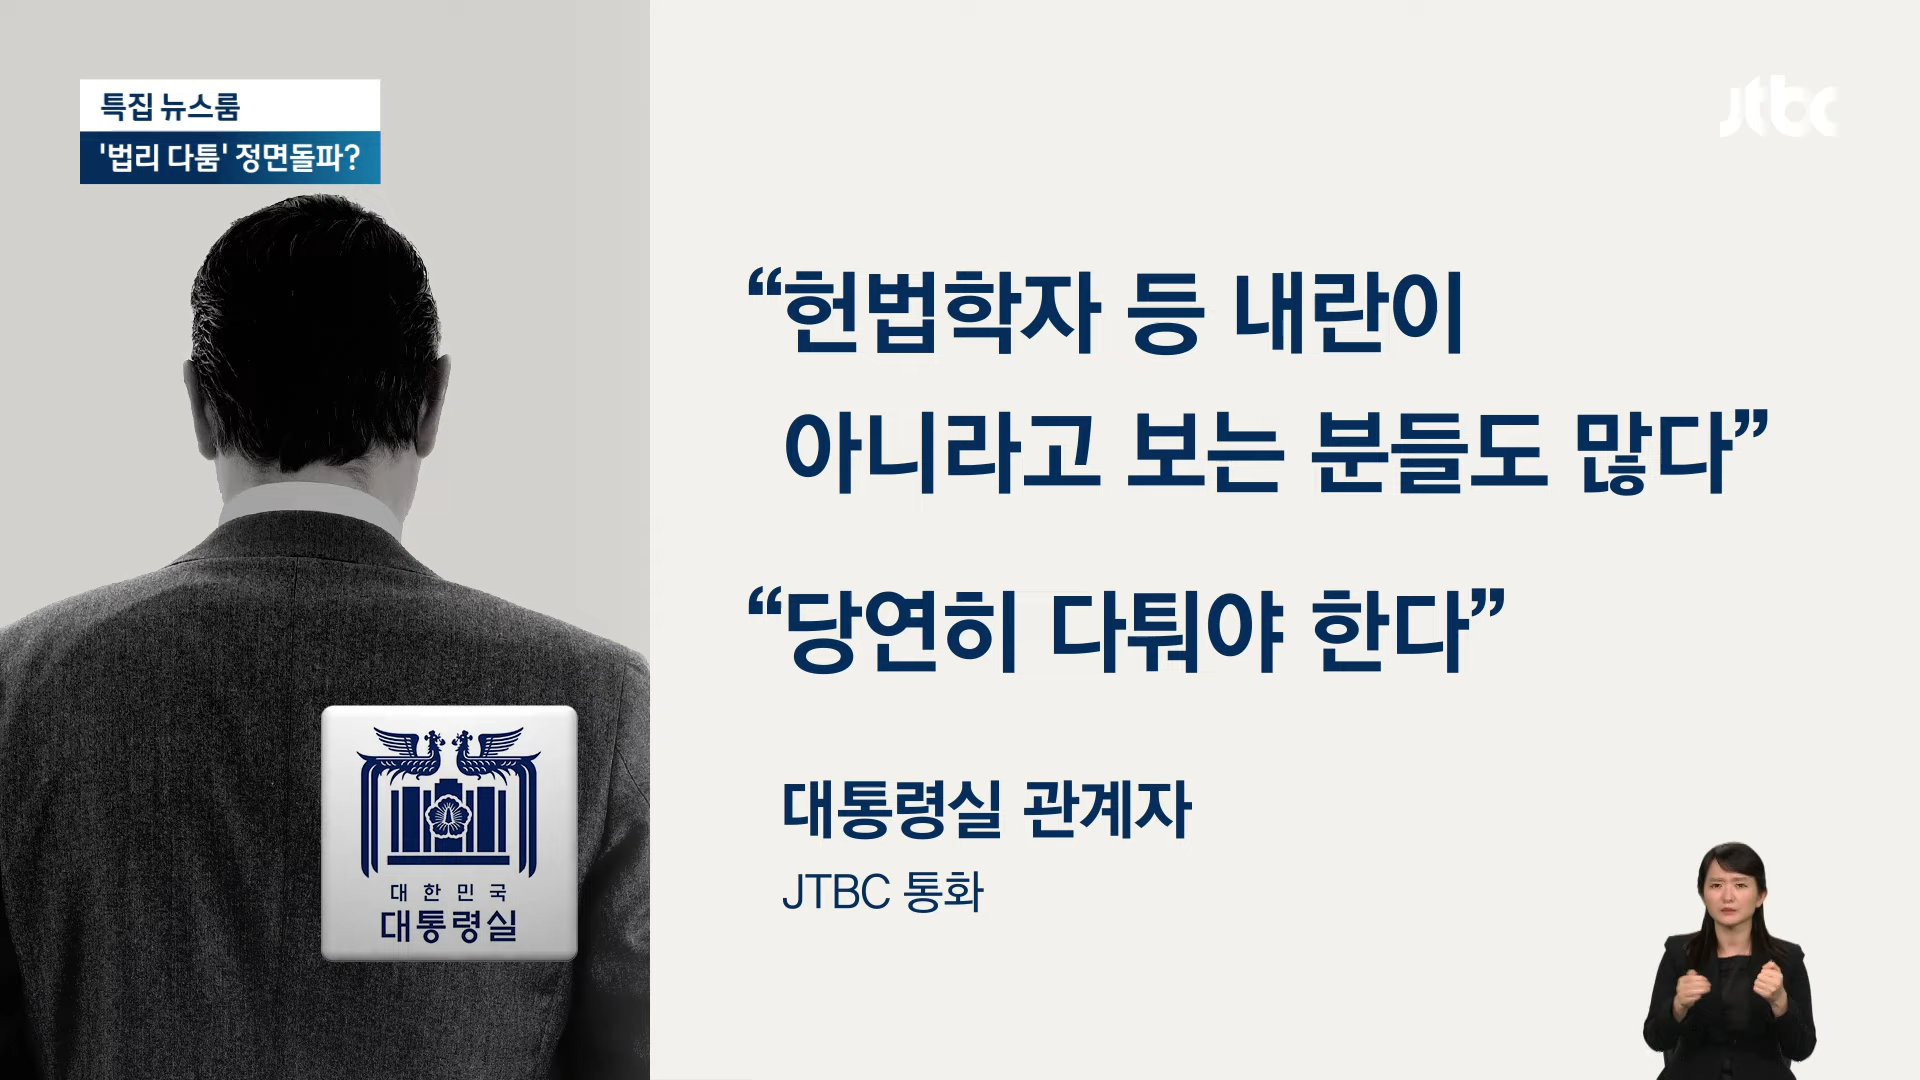 특집 뉴스룸
'법리 다툼' 정면돌파?
jtbc
“헌법학자 등 내란이
아니라고 보는 분들도 많다”
“당연히 다퉈야 한다”
대통령실 관계자
JTBC 통화
대한민국
대통령실